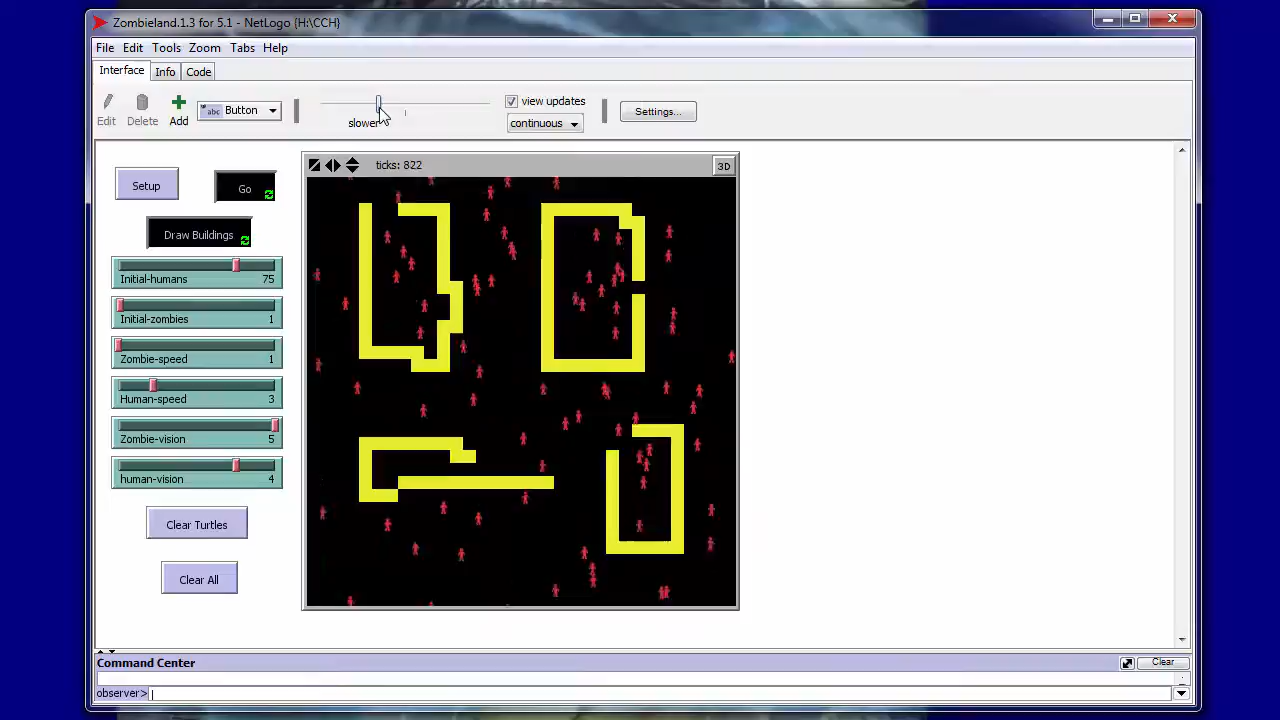 Zombieland.1.3 for 5.1 - NetLogo {H:\CCH}
File Edit Tools Zoom Tabs Help
Interface Info Code
Edit Delete Add abc Button slower view updates continuous Settings...
ticks: 822 3D
Setup Go
Draw Buildings
Initial-humans 75
Initial-zombies 1
Zombie-speed 1
Human-speed 3
Zombie-vision 5
human-vision 4
Clear Turtles
Clear All
Command Center Clear
observer>